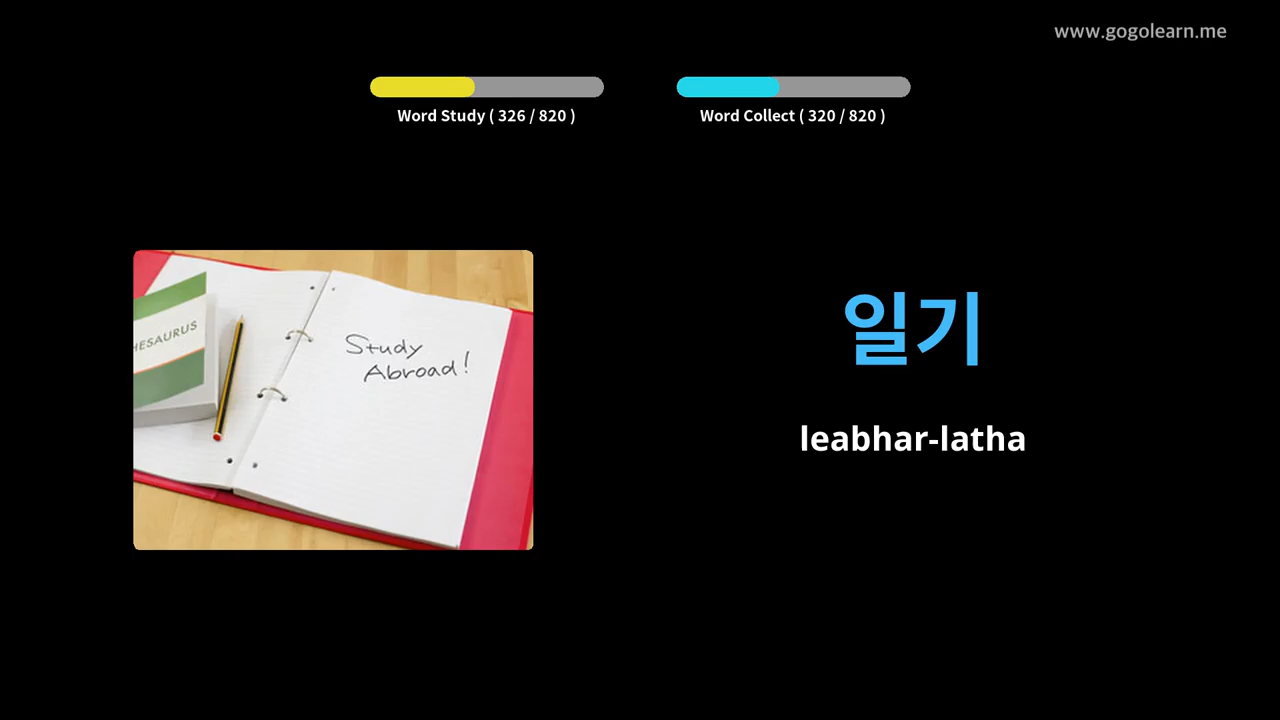 www.gogolearn.me
Word Study ( 326 / 820 )
Word Collect ( 320 / 820 )
HESAURUS
Study
Abroad!
일기
leabhar-latha